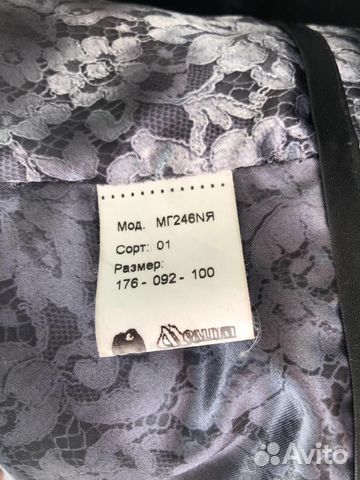 Мод. МГ246NЯ
Сорт: 01
Размер:
176 - 092 - 100
Avito